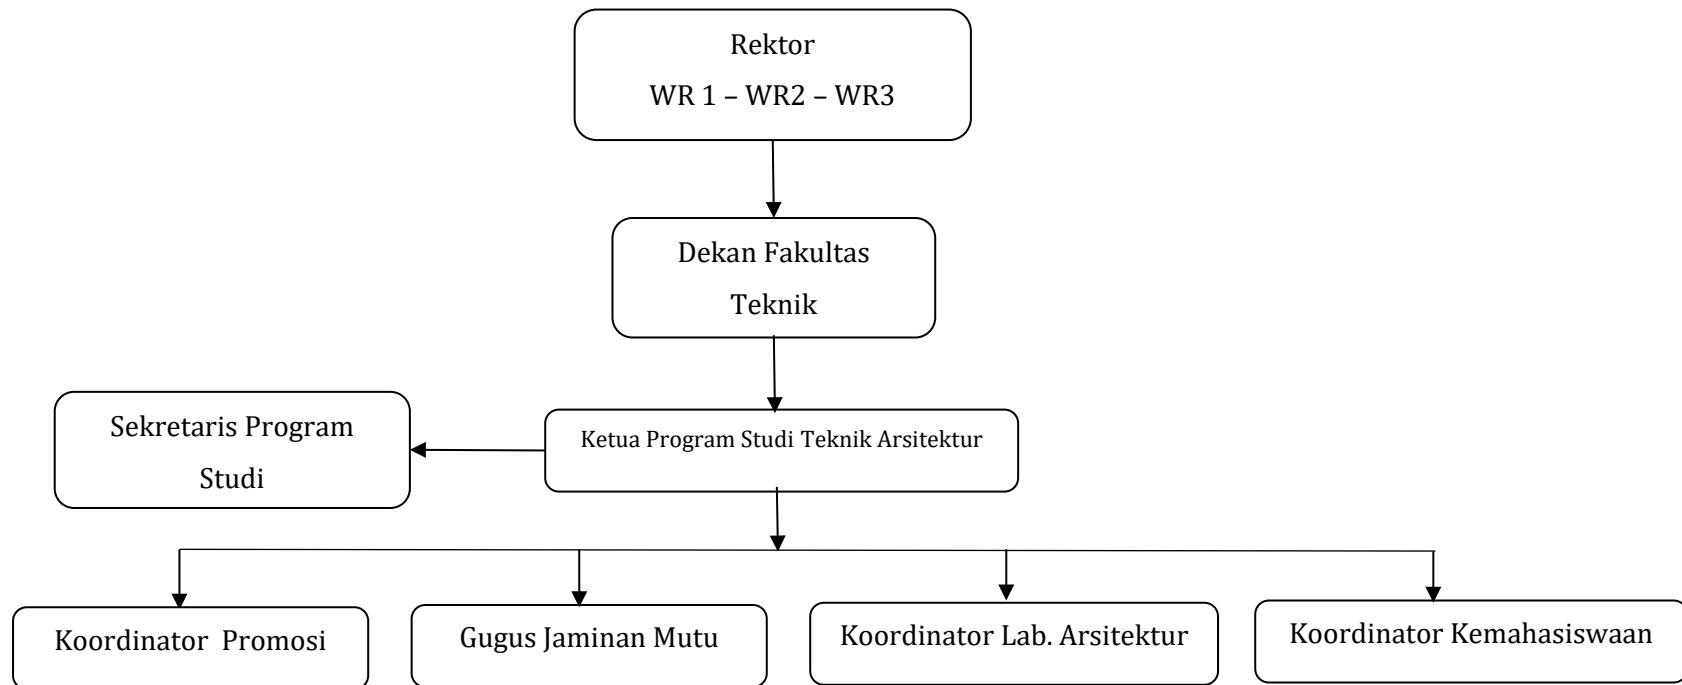 Rektor
WR 1 – WR2 – WR3
Dekan Fakultas
Teknik
Sekretaris Program
Studi
Ketua Program Studi Teknik Arsitektur
Koordinator  Promosi
Gugus Jaminan Mutu
Koordinator Lab. Arsitektur
Koordinator Kemahasiswaan